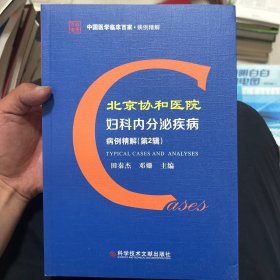 中国医学临床百家·病例精解
北京协和医院
妇科内分泌疾病
病例精解(第2辑)
TYPICAL CASES AND ANALYSES
田秦杰 邓姗 主编
Cases
科学技术文献出版社